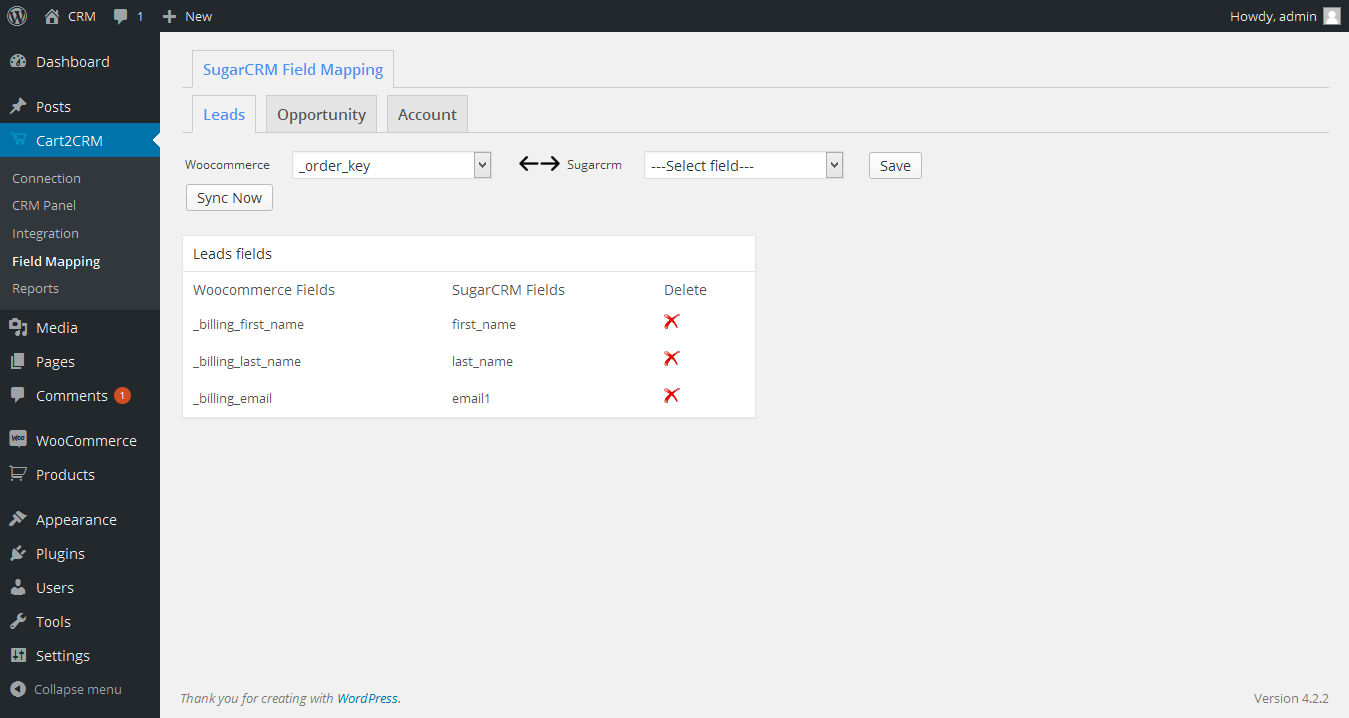 CRM 1 New Howdy, admin
Dashboard
Posts
Cart2CRM
Connection
CRM Panel
Integration
Field Mapping
Reports
Media
Pages
Comments 1
Woo WooCommerce
Products
Appearance
Plugins
Users
Tools
Settings
Collapse menu
SugarCRM Field Mapping
Leads Opportunity Account
Woocommerce _order_key Sugarcrm ---Select field--- Save
Sync Now
Leads fields
Woocommerce Fields SugarCRM Fields Delete
_billing_first_name first_name
_billing_last_name last_name
_billing_email email1
Thank you for creating with WordPress. Version 4.2.2